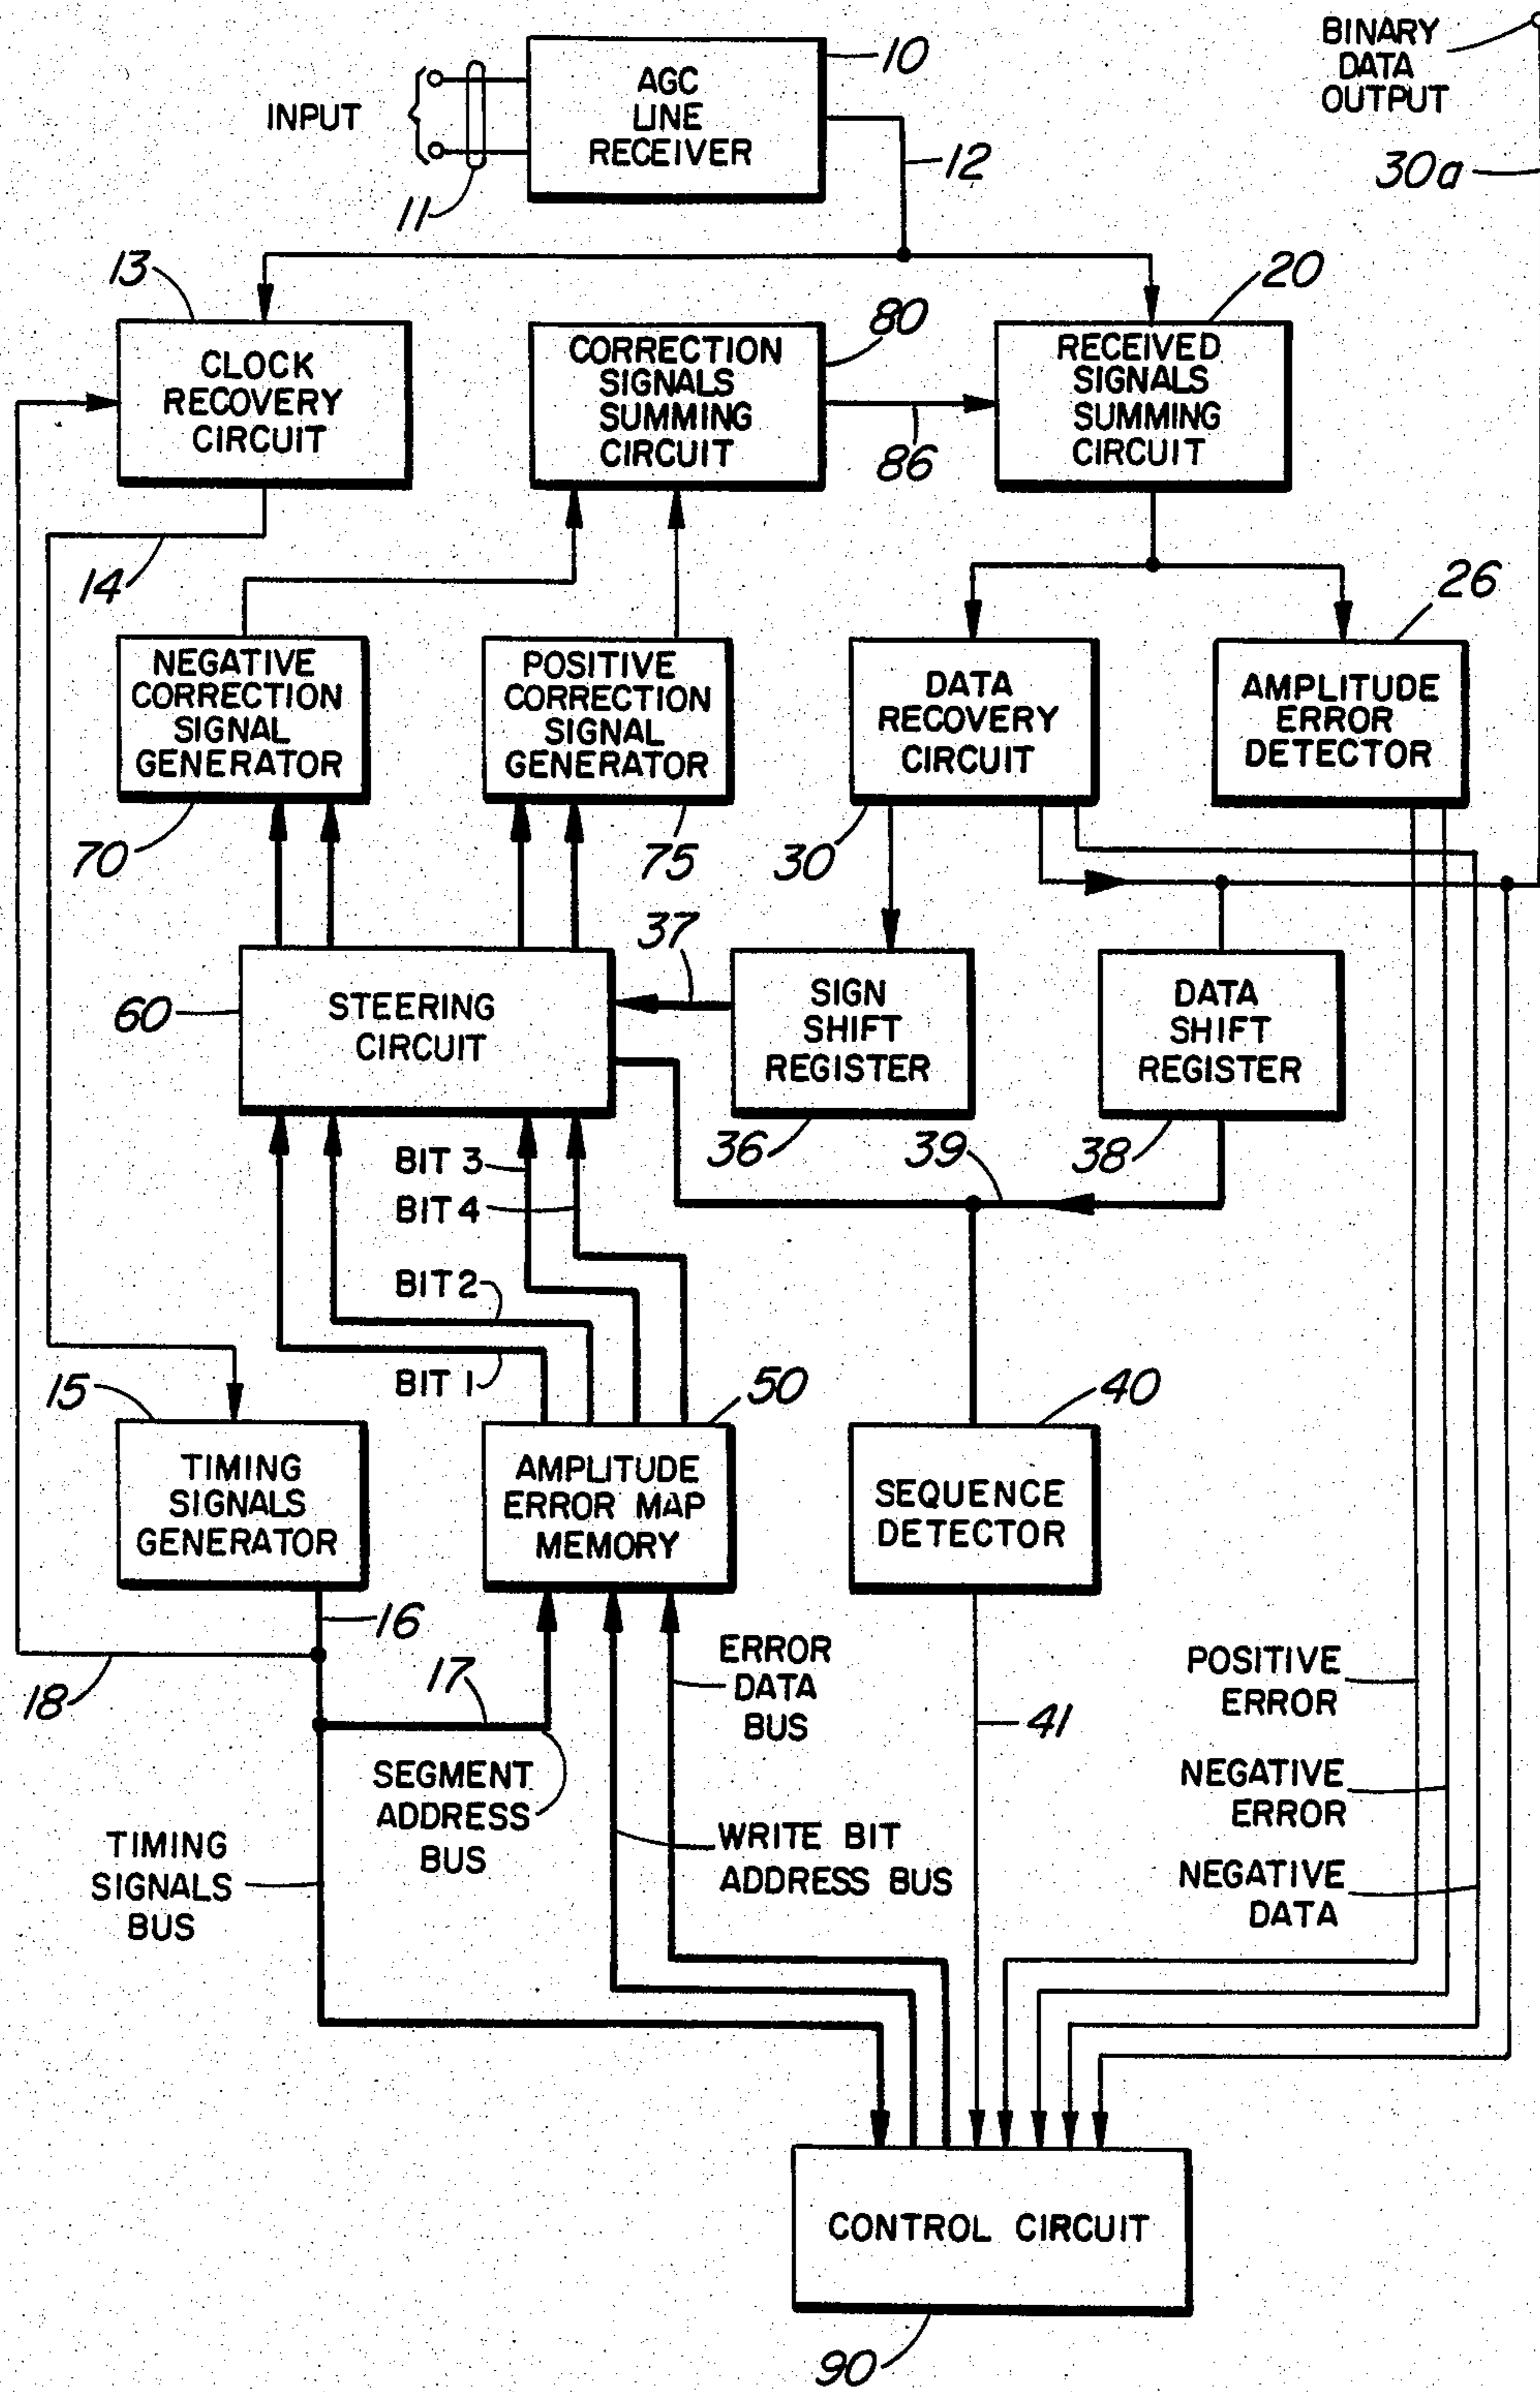 BINARY
DATA
OUTPUT
30a
INPUT
11
AGC
LINE
RECEIVER
10
12
13
CLOCK
RECOVERY
CIRCUIT
14
CORRECTION
SIGNALS
SUMMING
CIRCUIT
80
86
RECEIVED
SIGNALS
SUMMING
CIRCUIT
20
NEGATIVE
CORRECTION
SIGNAL
GENERATOR
70
POSITIVE
CORRECTION
SIGNAL
GENERATOR
75
DATA
RECOVERY
CIRCUIT
30
AMPLITUDE
ERROR
DETECTOR
26
60
STEERING
CIRCUIT
37
SIGN
SHIFT
REGISTER
36
39
DATA
SHIFT
REGISTER
38
BIT 3
BIT 4
BIT 2
BIT 1
15
TIMING
SIGNALS
GENERATOR
16
AMPLITUDE
ERROR MAP
MEMORY
50
SEQUENCE
DETECTOR
40
18
17
SEGMENT
ADDRESS
BUS
ERROR
DATA
BUS
41
POSITIVE
ERROR
NEGATIVE
ERROR
NEGATIVE
DATA
TIMING
SIGNALS
BUS
WRITE BIT
ADDRESS BUS
CONTROL CIRCUIT
90